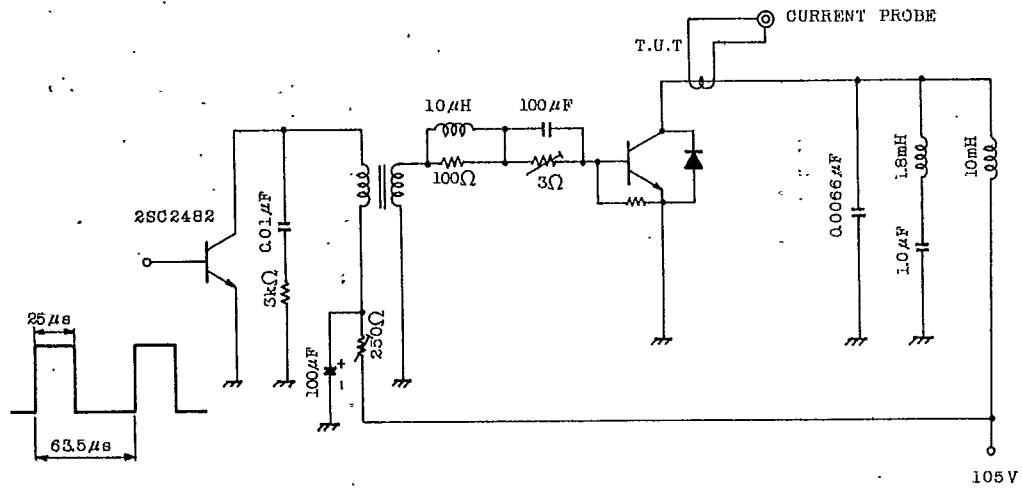 CURRENT PROBE
T.U.T
10μH
100μF
100Ω
3Ω
2SC2482
0.01μF
3kΩ
250Ω
100μF
+
-
0.0066μF
1.8mH
1.0μF
10mH
25μs
63.5μs
105V